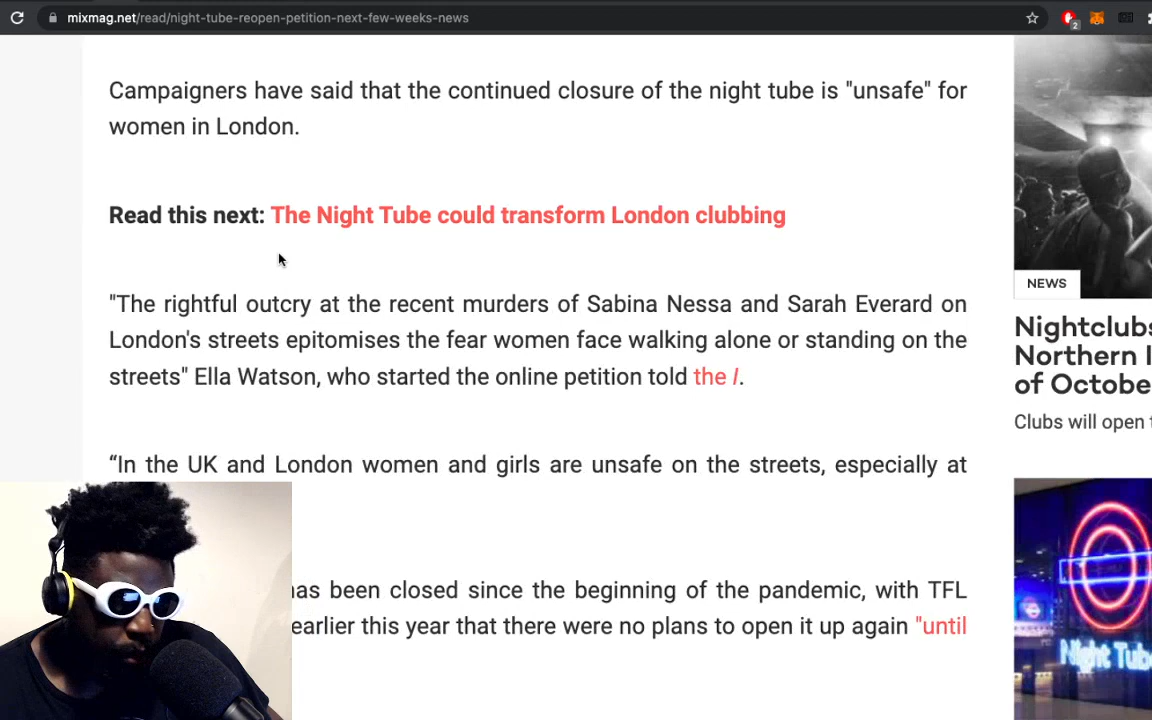 mixmag.net/read/night-tube-reopen-petition-next-few-weeks-news
2
Campaigners have said that the continued closure of the night tube is "unsafe" for
women in London.
Read this next: The Night Tube could transform London clubbing
"The rightful outcry at the recent murders of Sabina Nessa and Sarah Everard on
London's streets epitomises the fear women face walking alone or standing on the
streets" Ella Watson, who started the online petition told the I.
“In the UK and London women and girls are unsafe on the streets, especially at
has been closed since the beginning of the pandemic, with TFL
earlier this year that there were no plans to open it up again "until
NEWS
Nightclubs
Northern I
of Octobe
Clubs will open
Night Tub